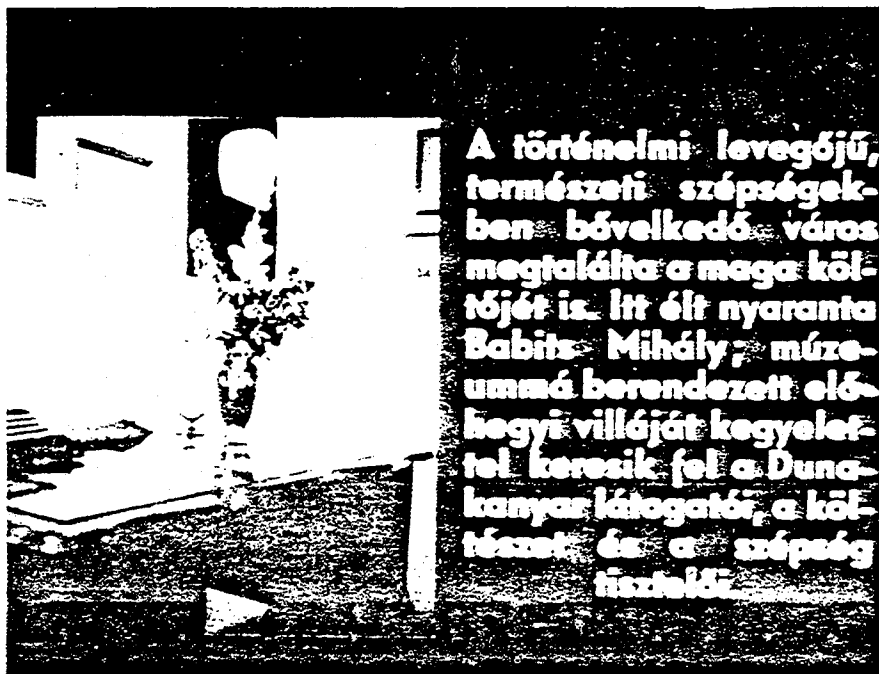 A történelmi levegőjű,
természeti szépségek-
ben bővelkedő város
megtalálta a maga köl-
tőjét is. Itt élt nyaranta
Babits Mihály; múze-
ummá berendezett elő-
hegyi villáját kegyelet-
tel keresik fel a Duna-
kanyar látogatói, a köl-
tészet és a szépség
tisztelői.